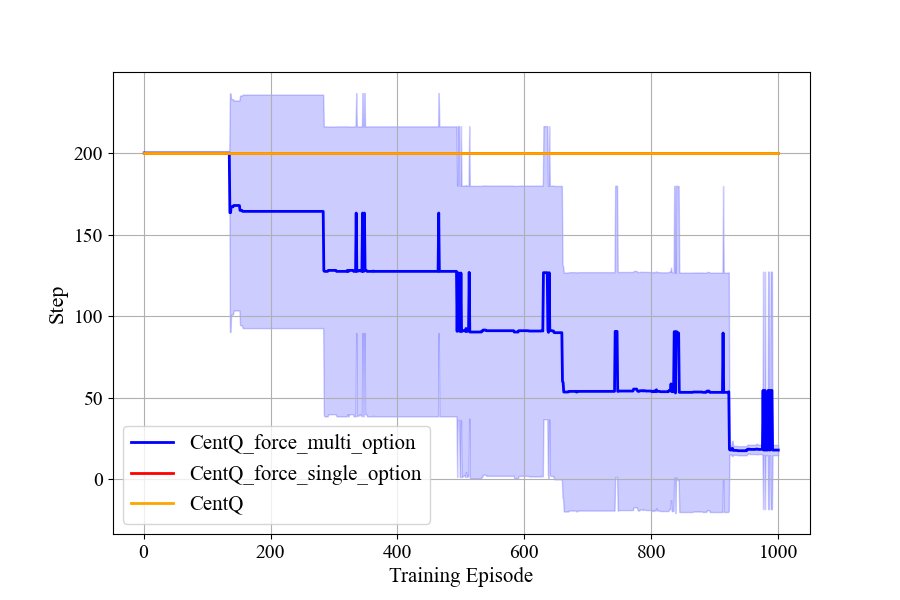 200
150
100
50
0
Step
CentQ_force_multi_option
CentQ_force_single_option
CentQ
0 200 400 600 800 1000
Training Episode